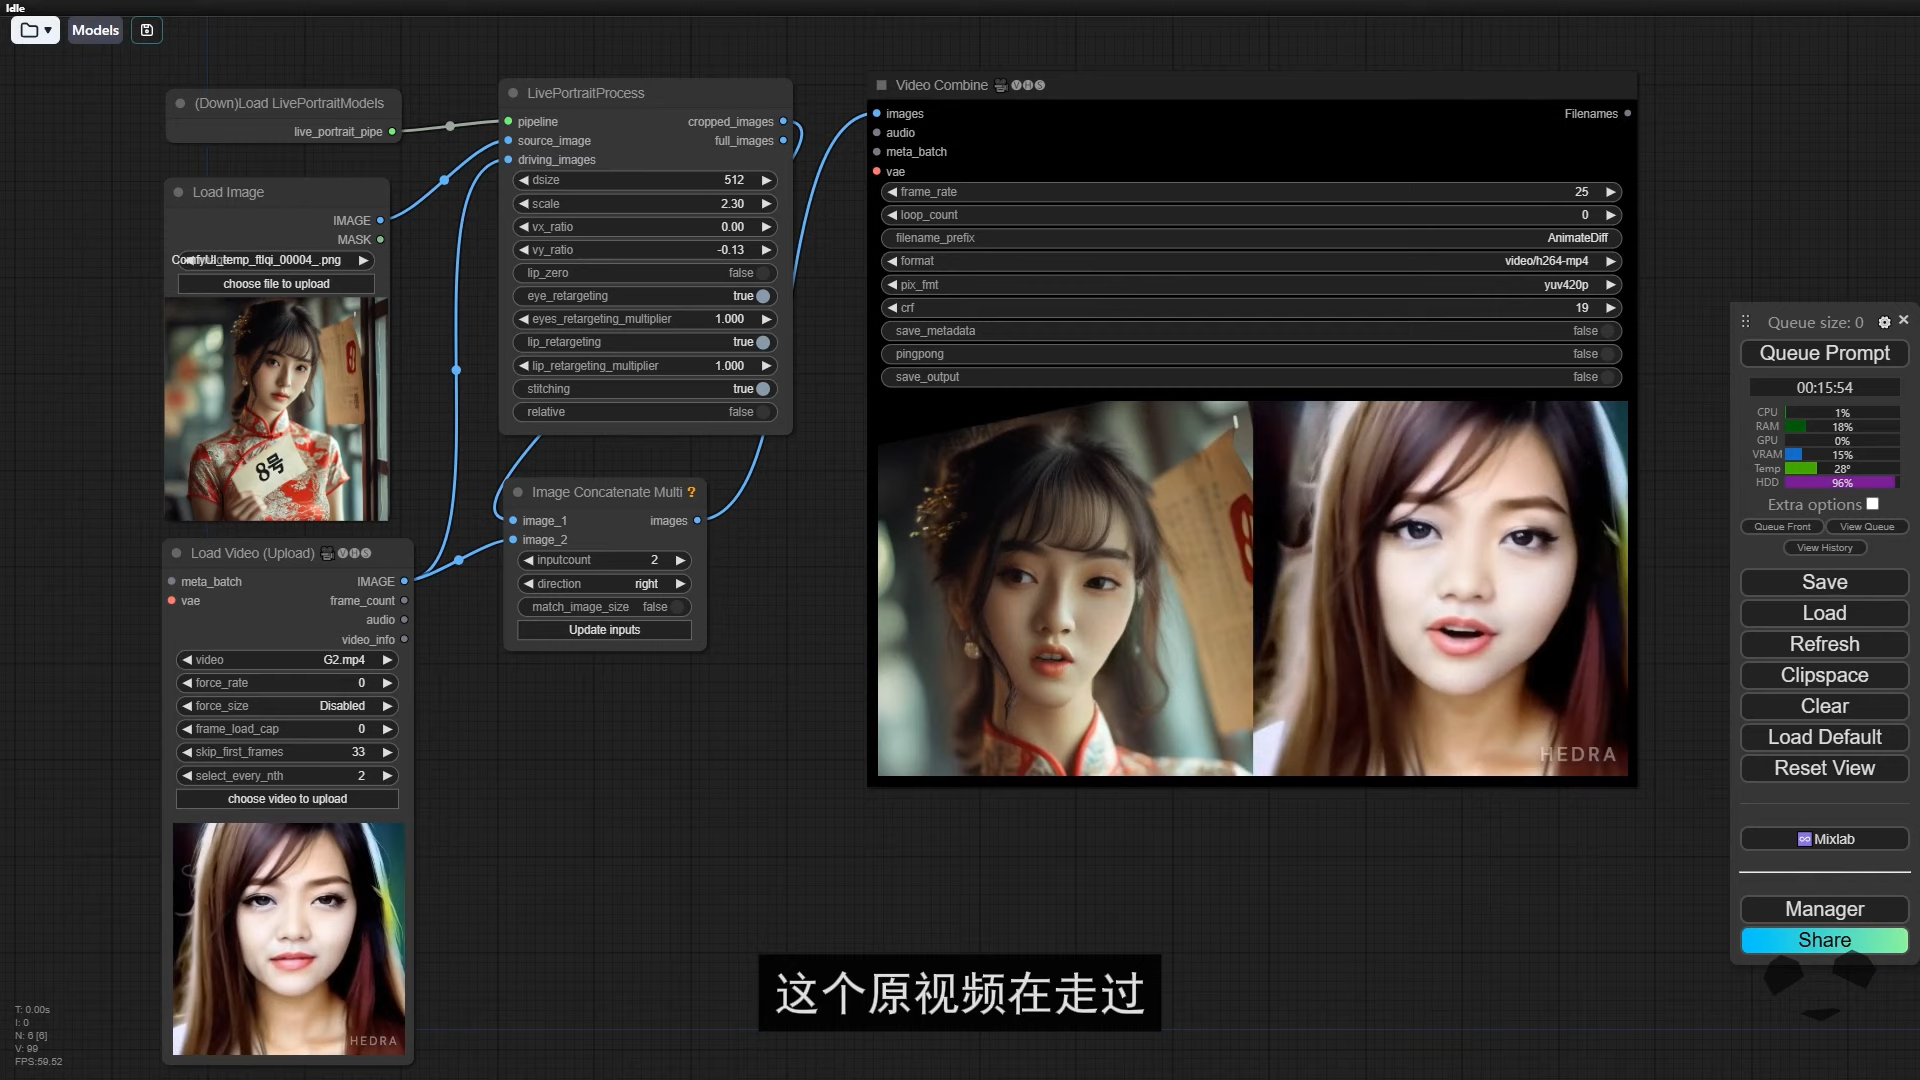 Idle
Models
(Down)Load LivePortraitModels
live_portrait_pipe
Load Image
IMAGE
MASK
ComfyUI_temp_ftlqi_00004_.png
choose file to upload
8号
Load Video (Upload) VHS
meta_batch IMAGE
vae frame_count
audio
video_info
video G2.mp4
force_rate 0
force_size Disabled
frame_load_cap 0
skip_first_frames 33
select_every_nth 2
choose video to upload
HEDRA
LivePortraitProcess
pipeline cropped_images
source_image full_images
driving_images
dsize 512
scale 2.30
vx_ratio 0.00
vy_ratio -0.13
lip_zero false
eye_retargeting true
eyes_retargeting_multiplier 1.000
lip_retargeting true
lip_retargeting_multiplier 1.000
stitching true
relative false
Image Concatenate Multi ?
image_1 images
image_2
inputcount 2
direction right
match_image_size false
Update inputs
Video Combine VHS
images Filenames
audio
meta_batch
vae
frame_rate 25
loop_count 0
filename_prefix AnimateDiff
format video/h264-mp4
pix_fmt yuv420p
crf 19
save_metadata false
pingpong false
save_output false
HEDRA
Queue size: 0
Queue Prompt
00:15:54
CPU 1%
RAM 18%
GPU 0%
VRAM 15%
Temp 28°
HDD 96%
Extra options
Queue Front View Queue
View History
Save
Load
Refresh
Clipspace
Clear
Load Default
Reset View
Mixlab
Manager
Share
这个原视频在走过
T: 0.00s
I: 0
N: 6 [6]
V: 99
FPS:59.52